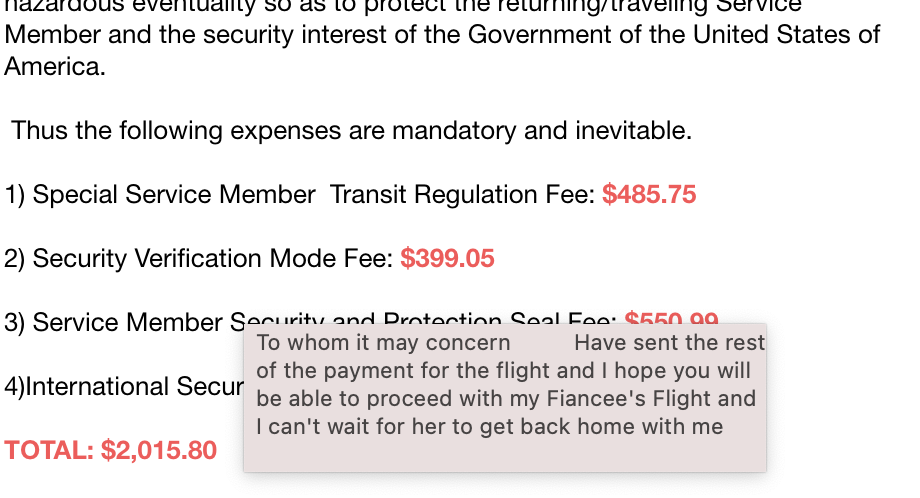 hazardous eventuality so as to protect the returning/traveling Service
Member and the security interest of the Government of the United States of
America.
Thus the following expenses are mandatory and inevitable.
1) Special Service Member  Transit Regulation Fee: $485.75
2) Security Verification Mode Fee: $399.05
3) Service Member Security and Protection Seal Fee: $550.99
To whom it may concern          Have sent the rest
of the payment for the flight and I hope you will
be able to proceed with my Fiancee's Flight and
I can't wait for her to get back home with me
4)International Secur
TOTAL: $2,015.80